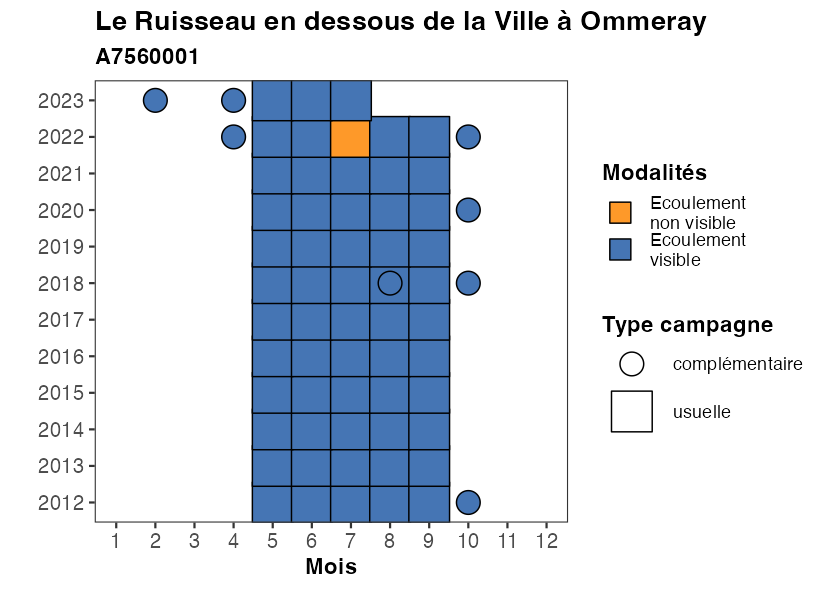 Le Ruisseau en dessous de la Ville à Ommeray
A7560001
2023
2022
2021
2020
2019
2018
2017
2016
2015
2014
2013
2012
1 2 3 4 5 6 7 8 9 10 11 12
Mois
Modalités
Ecoulement
non visible
Ecoulement
visible
Type campagne
complémentaire
usuelle